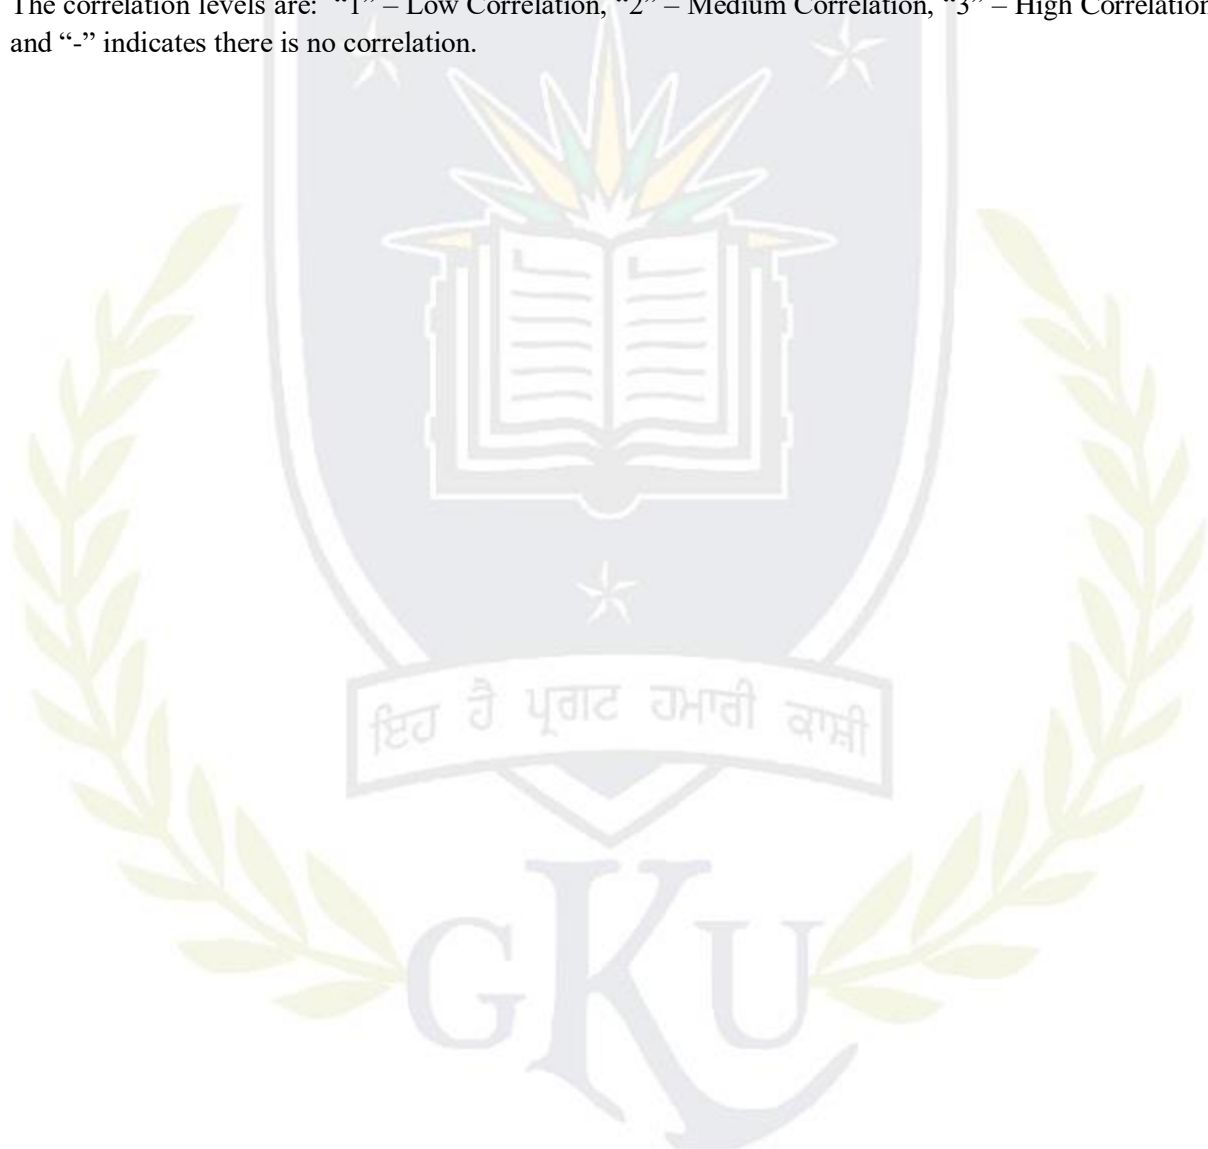 The correlation levels are: “1” – Low Correlation, “2” – Medium Correlation, “3” – High Correlation
and “-” indicates there is no correlation.
ਇਹ ਹੈ ਪ੍ਰਗਟ ਹਮਾਰੀ ਕਾਸ਼ੀ
GKU